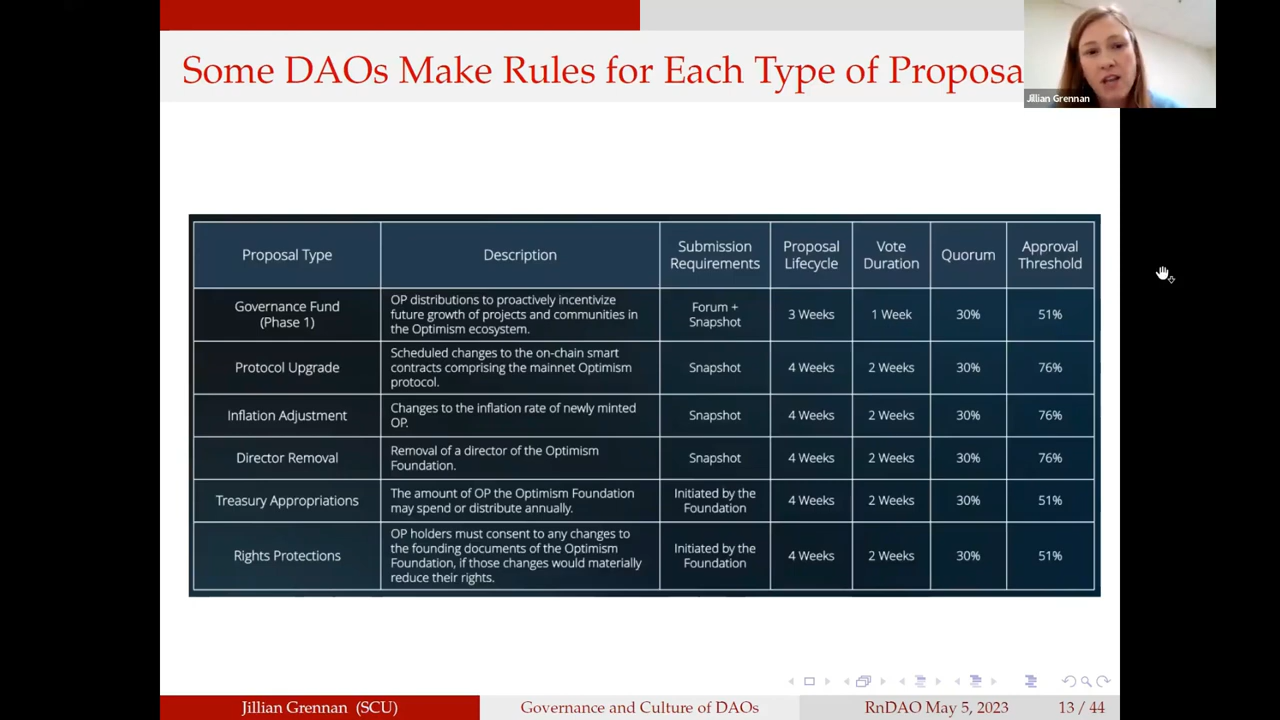 Some DAOs Make Rules for Each Type of Proposa
Jillian Grennan
Proposal Type
Description
Submission
Requirements
Proposal
Lifecycle
Vote
Duration
Quorum
Approval
Threshold
Governance Fund
(Phase 1)
OP distributions to proactively incentivize
future growth of projects and communities in
the Optimism ecosystem.
Forum +
Snapshot
3 Weeks
1 Week
30%
51%
Protocol Upgrade
Scheduled changes to the on-chain smart
contracts comprising the mainnet Optimism
protocol.
Snapshot
4 Weeks
2 Weeks
30%
76%
Inflation Adjustment
Changes to the inflation rate of newly minted
OP.
Snapshot
4 Weeks
2 Weeks
30%
76%
Director Removal
Removal of a director of the Optimism
Foundation.
Snapshot
4 Weeks
2 Weeks
30%
76%
Treasury Appropriations
The amount of OP the Optimism Foundation
may spend or distribute annually.
Initiated by the
Foundation
4 Weeks
2 Weeks
30%
51%
Rights Protections
OP holders must consent to any changes to
the founding documents of the Optimism
Foundation, if those changes would materially
reduce their rights.
Initiated by the
Foundation
4 Weeks
2 Weeks
30%
51%
Jillian Grennan (SCU)
Governance and Culture of DAOs
RnDAO May 5, 2023
13 / 44